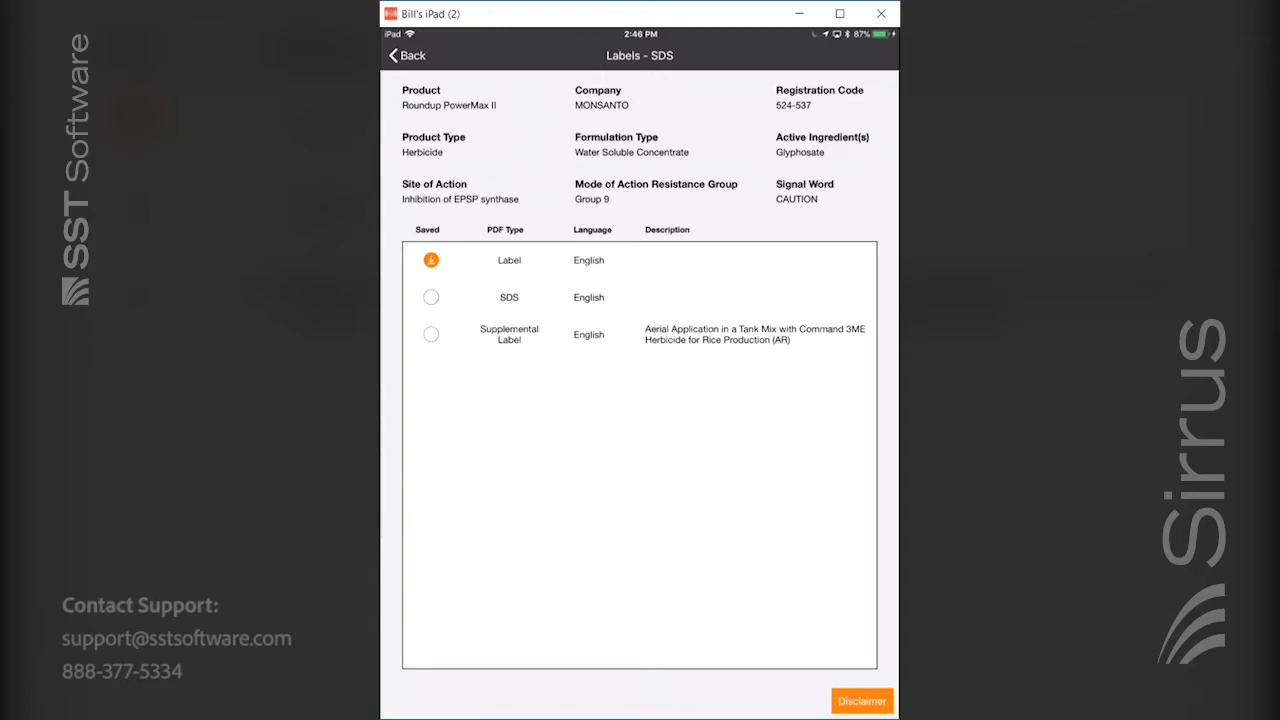 Bill's iPad (2)
iPad
2:46 PM
87%
Back
Labels - SDS
Product
Company
Registration Code
Roundup PowerMax II
MONSANTO
524-537
Product Type
Formulation Type
Active Ingredient(s)
Herbicide
Water Soluble Concentrate
Glyphosate
Site of Action
Mode of Action Resistance Group
Signal Word
Inhibition of EPSP synthase
Group 9
CAUTION
Saved
PDF Type
Language
Description
Label
English
SDS
English
Supplemental
Label
English
Aerial Application in a Tank Mix with Command 3ME
Herbicide for Rice Production (AR)
Disclaimer
SST Software
Sirrus
Contact Support:
support@sstsoftware.com
888-377-5334